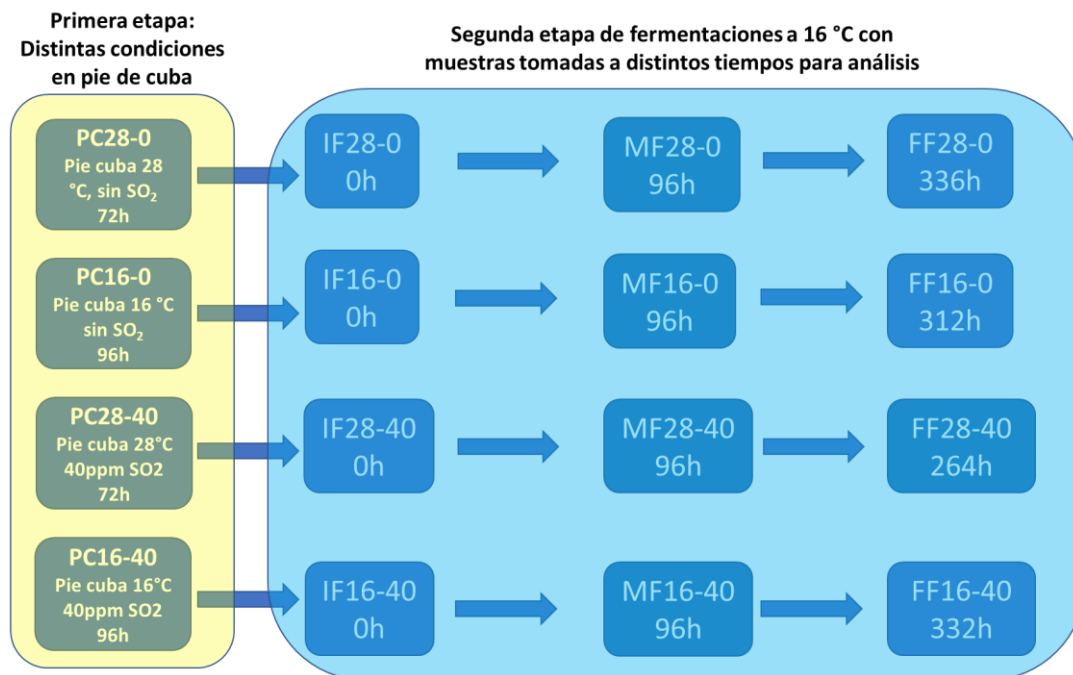 Primera etapa:
Distintas condiciones
en pie de cuba
Segunda etapa de fermentaciones a 16 °C con
muestras tomadas a distintos tiempos para análisis
PC28-0
Pie cuba 28
°C, sin SO₂
72h
IF28-0
0h
MF28-0
96h
FF28-0
336h
PC16-0
Pie cuba 16 °C
sin SO₂
96h
IF16-0
0h
MF16-0
96h
FF16-0
312h
PC28-40
Pie cuba 28°C
40ppm SO2
72h
IF28-40
0h
MF28-40
96h
FF28-40
264h
PC16-40
Pie cuba 16°C
40ppm SO2
96h
IF16-40
0h
MF16-40
96h
FF16-40
332h